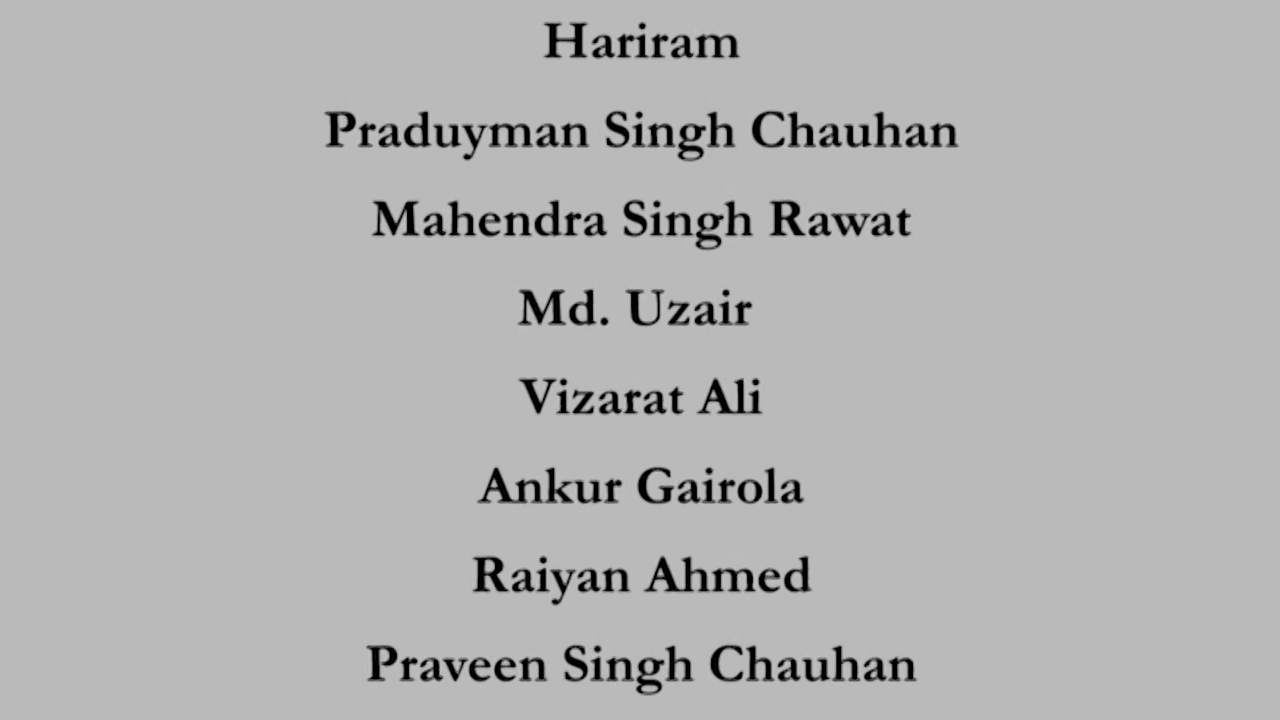 Hariram
Praduyman Singh Chauhan
Mahendra Singh Rawat
Md. Uzair
Vizarat Ali
Ankur Gairola
Raiyan Ahmed
Praveen Singh Chauhan